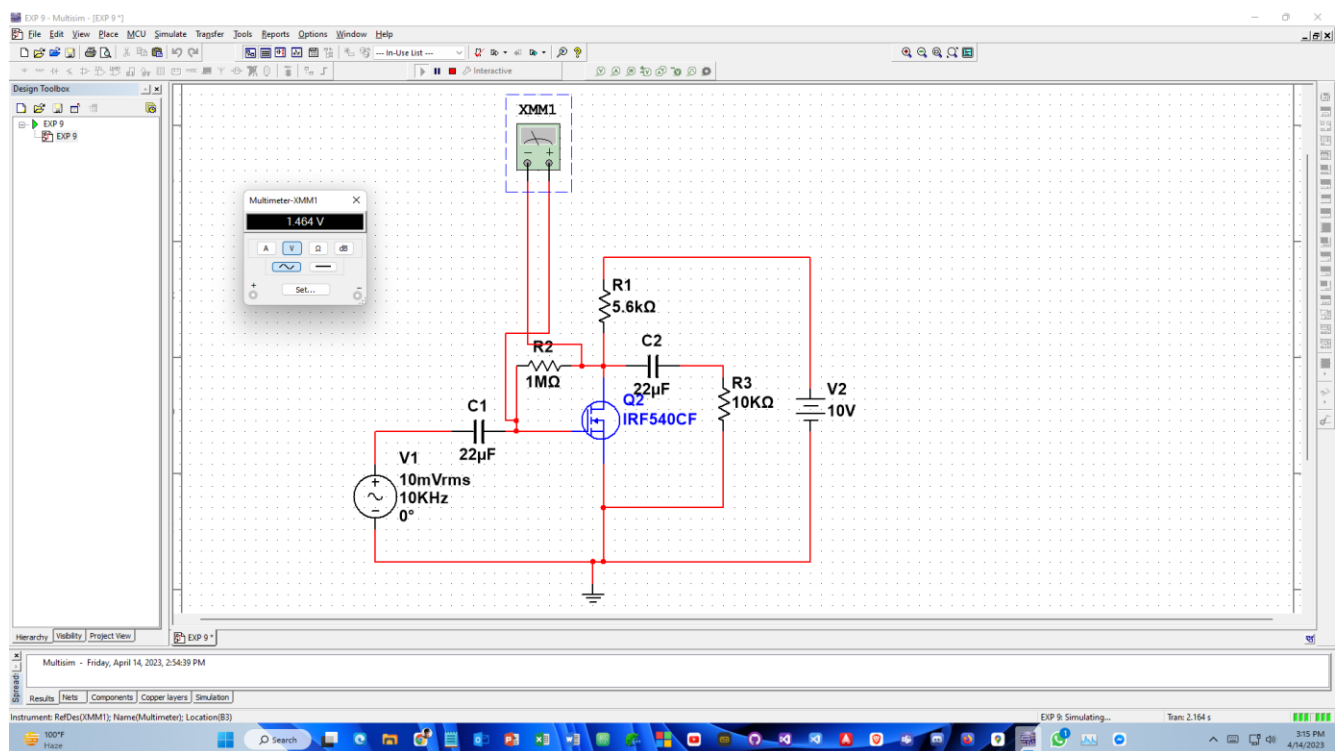 EXP 9 - Multisim - [EXP 9 *]
File Edit View Place MCU Simulate Transfer Tools Reports Options Window Help
--- In-Use List ---
Interactive
Design Toolbox
EXP 9
EXP 9
XMM1
Multimeter-XMM1
1.464 V
A V Ω dB
+ Set... -
R1
5.6kΩ
R2
1MΩ
C2
22µF
R3
10KΩ
V2
10V
Q2
IRF540CF
C1
22µF
V1
10mVrms
10KHz
0°
Hierarchy Visibility Project View
EXP 9 *
Multisim - Friday, April 14, 2023, 2:54:39 PM
Results Nets Components Copper layers Simulation
Instrument: RefDes(XMM1); Name(Multimeter); Location(B3)
EXP 9: Simulating... Tran: 2.164 s
100°F
Haze
Search
3:15 PM
4/14/2023